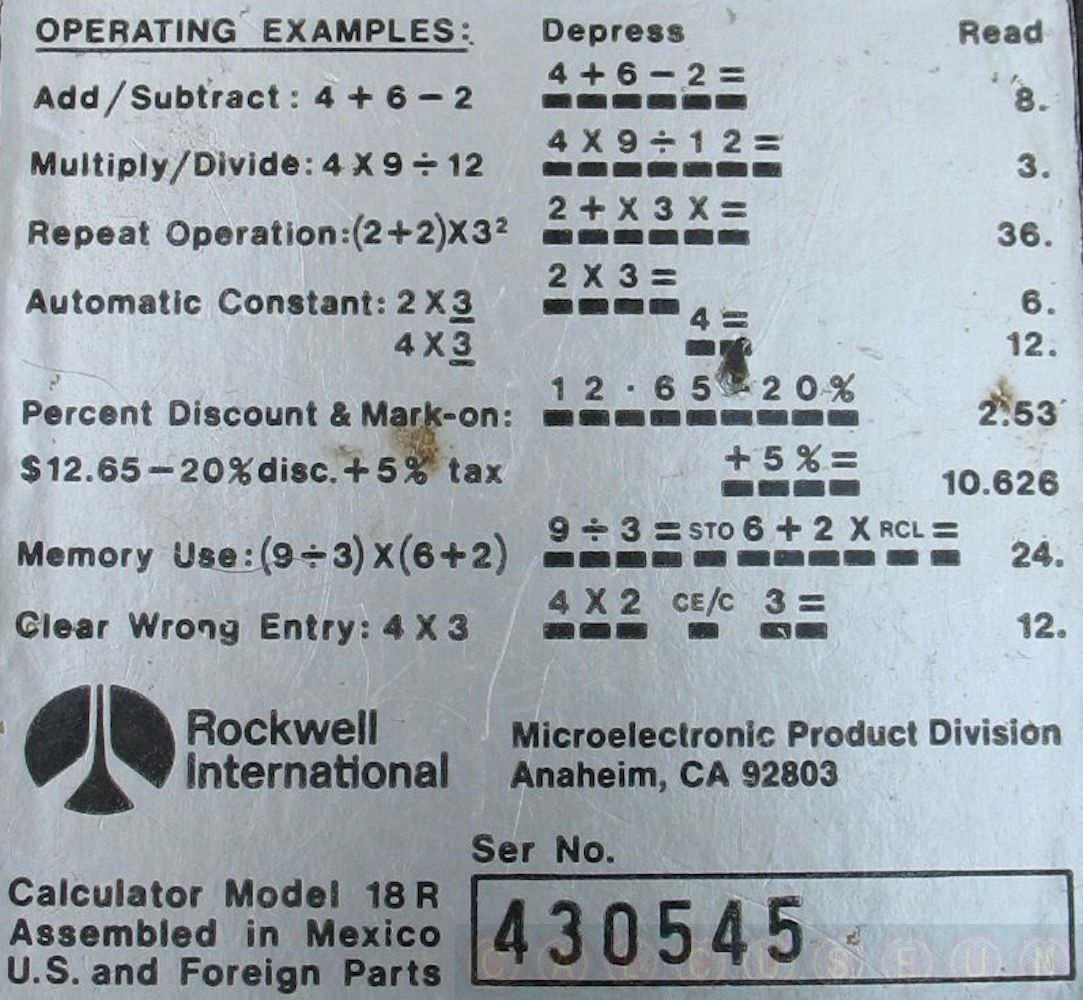 OPERATING EXAMPLES: Depress Read
Add/Subtract: 4 + 6 − 2 4 + 6 − 2 = 8.
Multiply/Divide: 4 X 9 ÷ 12 4 X 9 ÷ 1 2 = 3.
Repeat Operation:(2+2)X3² 2 + X 3 X = 36.
Automatic Constant: 2 X 3 2 X 3 = 6.
4 X 3 4 = 12.
Percent Discount & Mark-on: 1 2 . 6 5 - 2 0 % 2.53
$12.65−20%disc.+5% tax + 5 % = 10.626
Memory Use:(9÷3)X(6+2) 9 ÷ 3 = STO 6 + 2 X RCL = 24.
Clear Wrong Entry: 4 X 3 4 X 2 CE/C 3 = 12.
Rockwell
International
Microelectronic Product Division
Anaheim, CA 92803
Ser No.
430545
Calculator Model 18 R
Assembled in Mexico
U.S. and Foreign Parts
CALCUSEUM